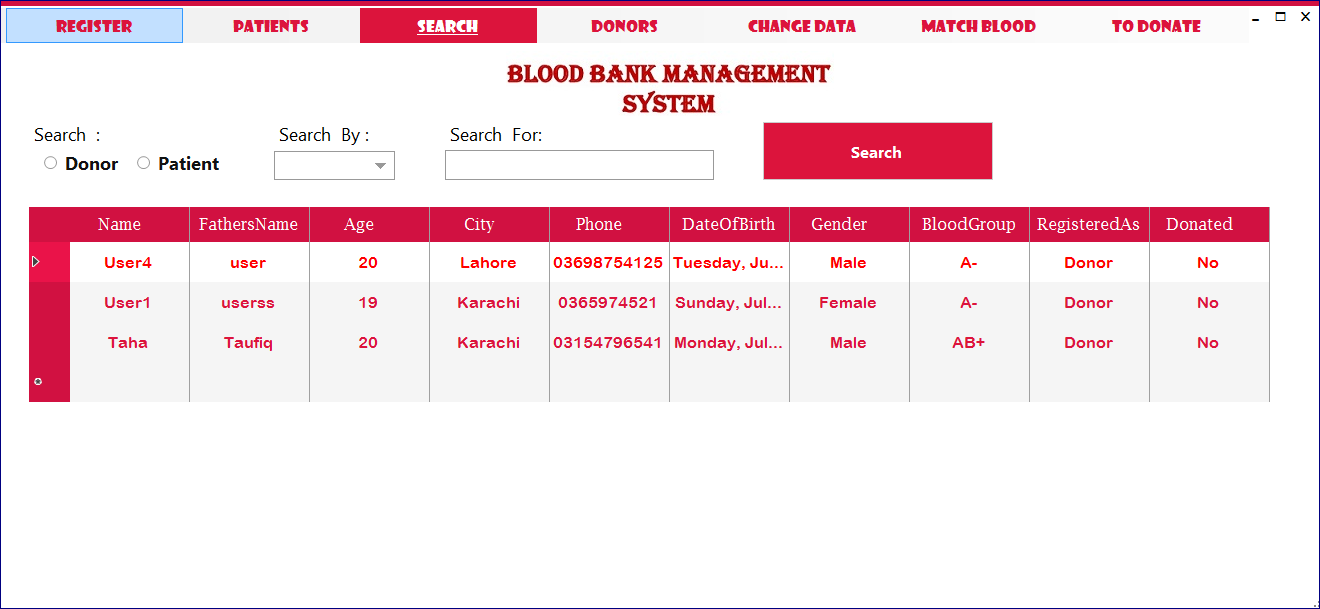 REGISTER PATIENTS SEARCH DONORS CHANGE DATA MATCH BLOOD TO DONATE
BLOOD BANK MANAGEMENT
SYSTEM
Search : Search By : Search For:
Donor Patient Search
Name FathersName Age City Phone DateOfBirth Gender BloodGroup RegisteredAs Donated
User4 user 20 Lahore 03698754125 Tuesday, Ju... Male A- Donor No
User1 userss 19 Karachi 0365974521 Sunday, Jul... Female A- Donor No
Taha Taufiq 20 Karachi 03154796541 Monday, Jul... Male AB+ Donor No